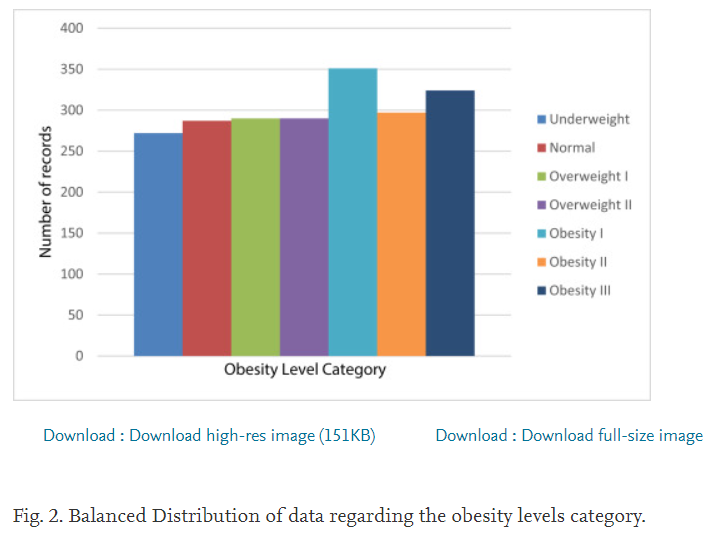 400
350
300
250
200
150
100
50
0
Number of records
Obesity Level Category
Underweight
Normal
Overweight I
Overweight II
Obesity I
Obesity II
Obesity III
Download : Download high-res image (151KB)
Download : Download full-size image
Fig. 2. Balanced Distribution of data regarding the obesity levels category.